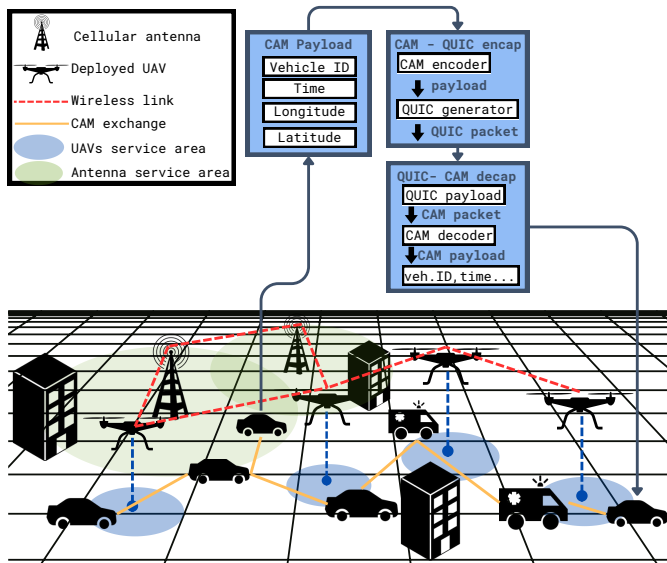 Cellular antenna
Deployed UAV
Wireless link
CAM exchange
UAVs service area
Antenna service area
CAM Payload
Vehicle ID
Time
Longitude
Latitude
CAM - QUIC encap
CAM encoder
payload
QUIC generator
QUIC packet
QUIC- CAM decap
QUIC payload
CAM packet
CAM decoder
CAM payload
veh.ID,time...